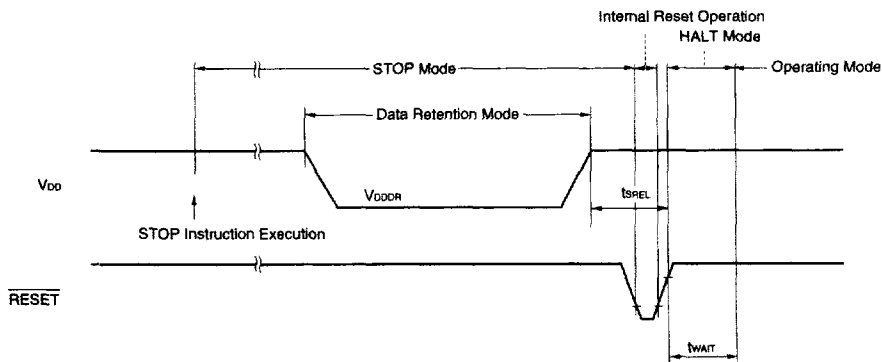 Internal Reset Operation
HALT Mode
STOP Mode
Operating Mode
Data Retention Mode
VDD
VDDDR
tSREL
STOP Instruction Execution
RESET
tWAIT